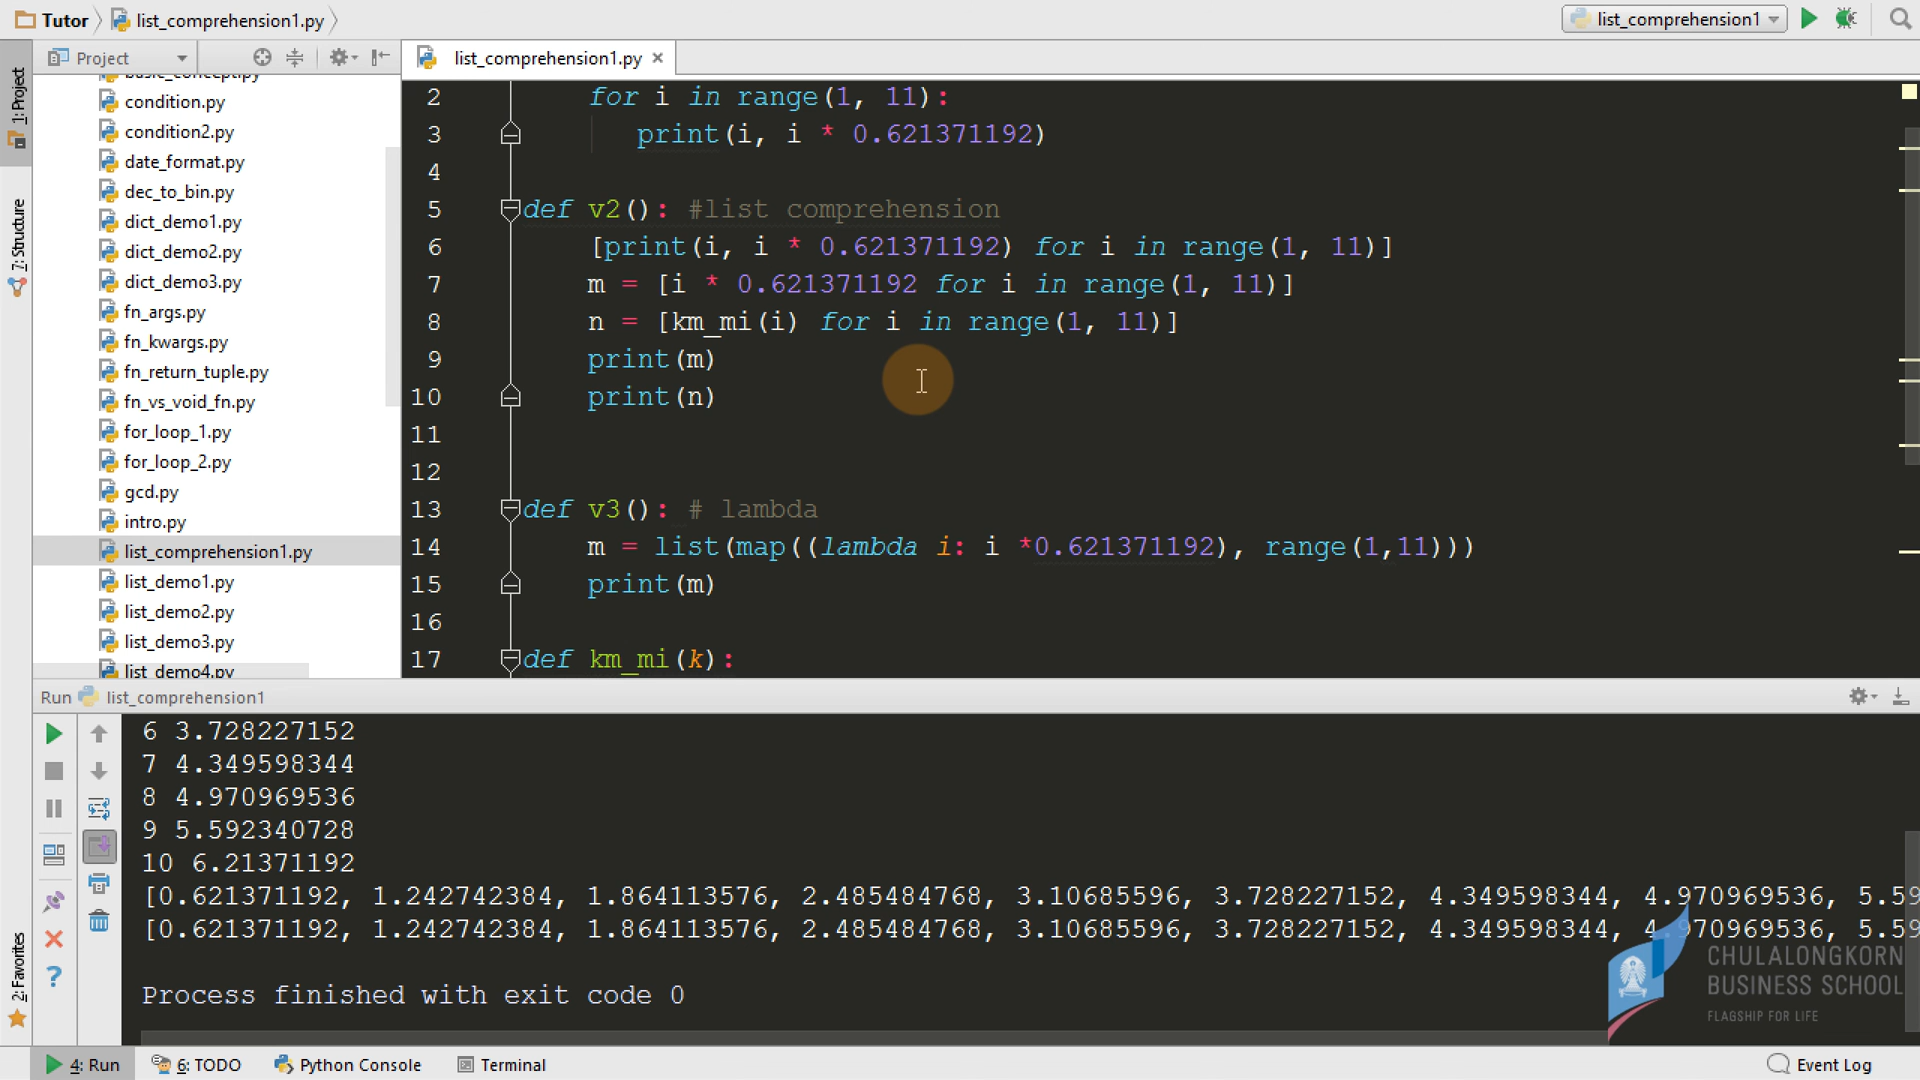 Tutor list_comprehension1.py list_comprehension1
Project list_comprehension1.py
1: Project
7: Structure
2: Favorites
basic_concept.py
condition.py
condition2.py
date_format.py
dec_to_bin.py
dict_demo1.py
dict_demo2.py
dict_demo3.py
fn_args.py
fn_kwargs.py
fn_return_tuple.py
fn_vs_void_fn.py
for_loop_1.py
for_loop_2.py
gcd.py
intro.py
list_comprehension1.py
list_demo1.py
list_demo2.py
list_demo3.py
list_demo4.py
2 for i in range(1, 11):
3 print(i, i * 0.621371192)
4
5 def v2(): #list comprehension
6 [print(i, i * 0.621371192) for i in range(1, 11)]
7 m = [i * 0.621371192 for i in range(1, 11)]
8 n = [km_mi(i) for i in range(1, 11)]
9 print(m)
10 print(n)
11
12
13 def v3(): # lambda
14 m = list(map((lambda i: i *0.621371192), range(1,11)))
15 print(m)
16
17 def km_mi(k):
Run list_comprehension1
6 3.728227152
7 4.349598344
8 4.970969536
9 5.592340728
10 6.21371192
[0.621371192, 1.242742384, 1.864113576, 2.485484768, 3.10685596, 3.728227152, 4.349598344, 4.970969536, 5.59
[0.621371192, 1.242742384, 1.864113576, 2.485484768, 3.10685596, 3.728227152, 4.349598344, 4.970969536, 5.59
Process finished with exit code 0
CHULALONGKORN
BUSINESS SCHOOL
FLAGSHIP FOR LIFE
4: Run 6: TODO Python Console Terminal Event Log